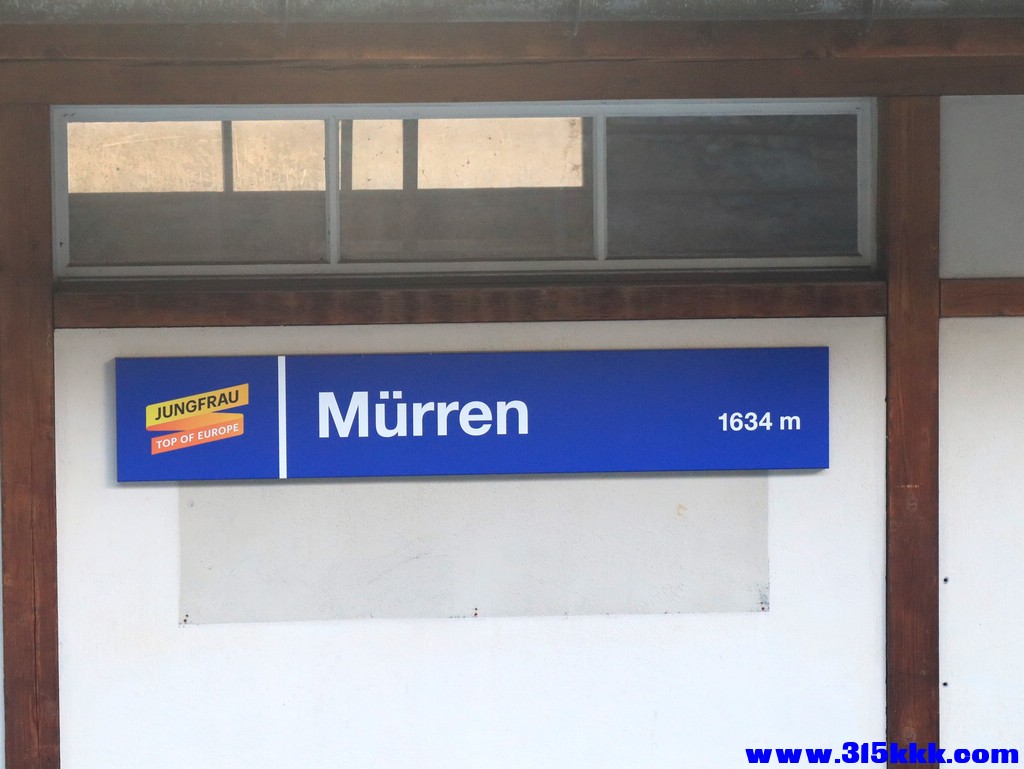 JUNGFRAU
TOP OF EUROPE
Mürren
1634 m
www.315kkk.com